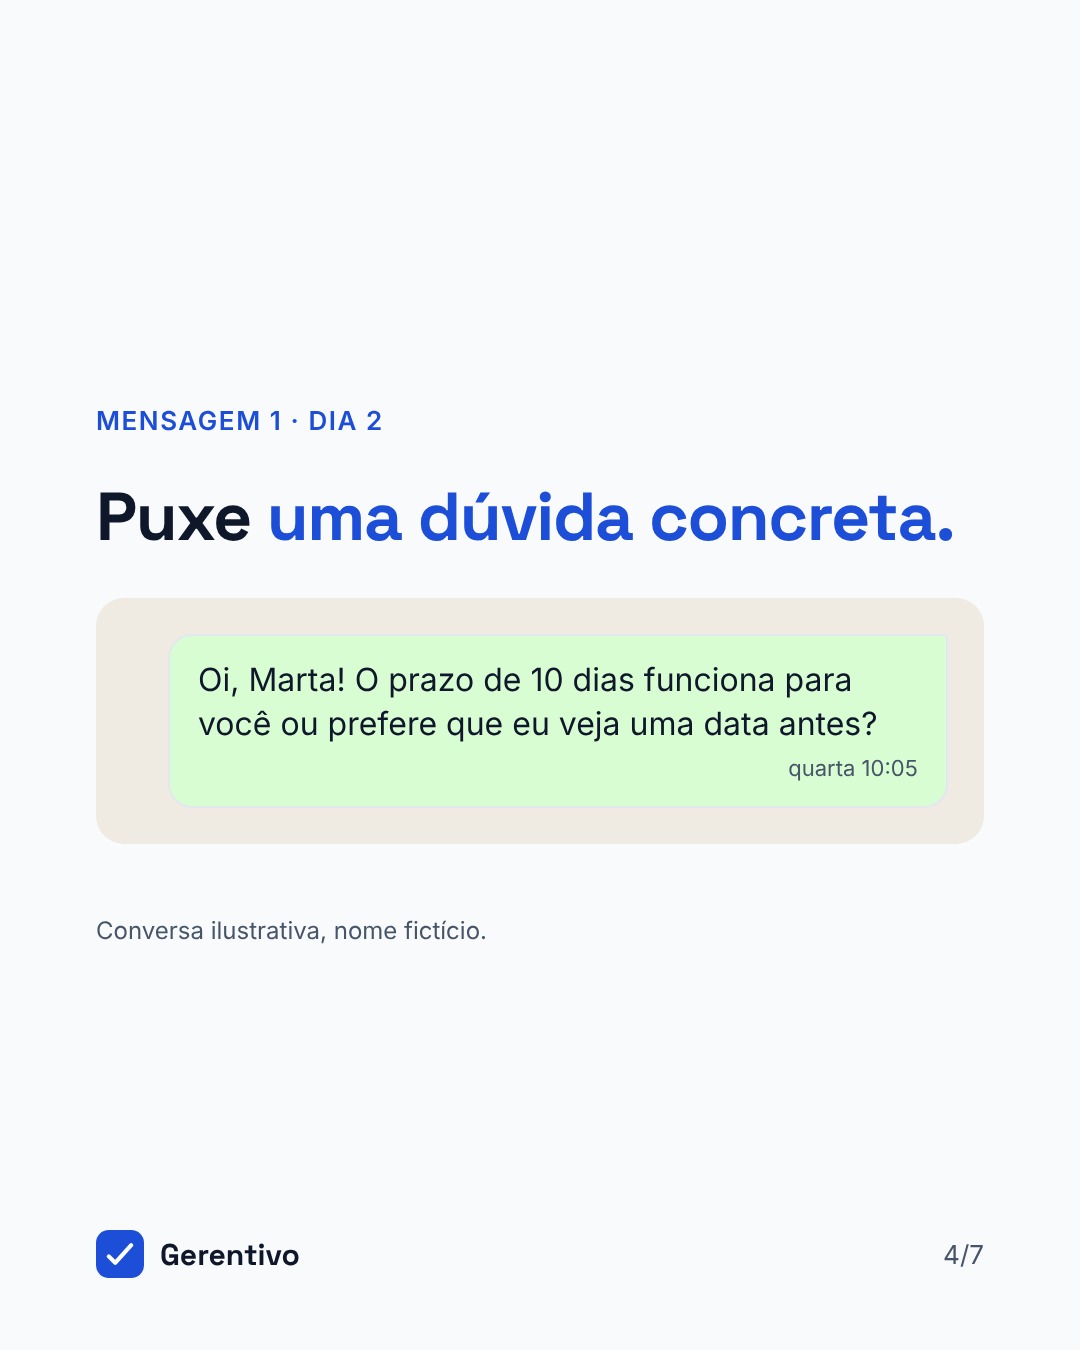 MENSAGEM 1 · DIA 2
Puxe uma dúvida concreta.
Oi, Marta! O prazo de 10 dias funciona para
você ou prefere que eu veja uma data antes?
quarta 10:05
Conversa ilustrativa, nome fictício.
Gerentivo
4/7